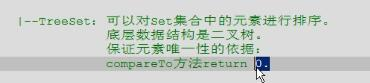 |--TreeSet: 可以对Set集合中的元素进行排序。
底层数据结构是二叉树。
保证元素唯一性的依据:
compareTo方法return 0.